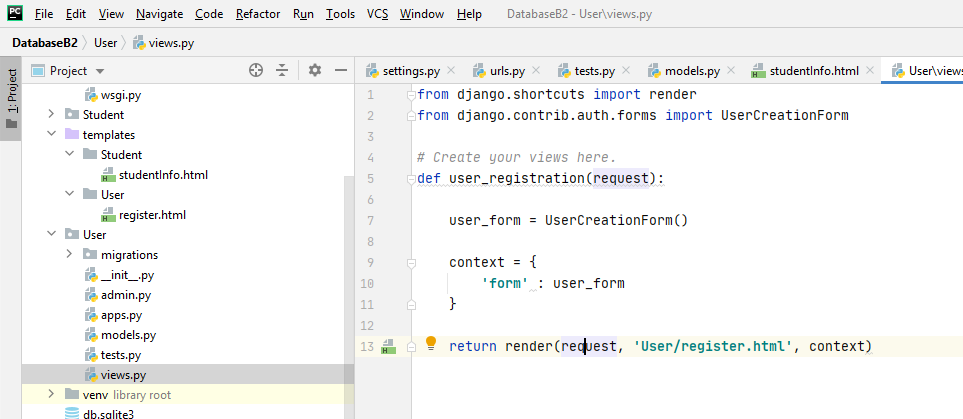 PC File Edit View Navigate Code Refactor Run Tools VCS Window Help DatabaseB2 - User\views.py
DatabaseB2 User views.py
1: Project
Project
settings.py urls.py tests.py models.py studentInfo.html User\views
wsgi.py
Student
templates
Student
studentInfo.html
User
register.html
User
migrations
__init__.py
admin.py
apps.py
models.py
tests.py
views.py
venv library root
db.sqlite3
1 from django.shortcuts import render
2 from django.contrib.auth.forms import UserCreationForm
3
4 # Create your views here.
5 def user_registration(request):
6
7 user_form = UserCreationForm()
8
9 context = {
10 'form' : user_form
11 }
12
13 return render(request, 'User/register.html', context)